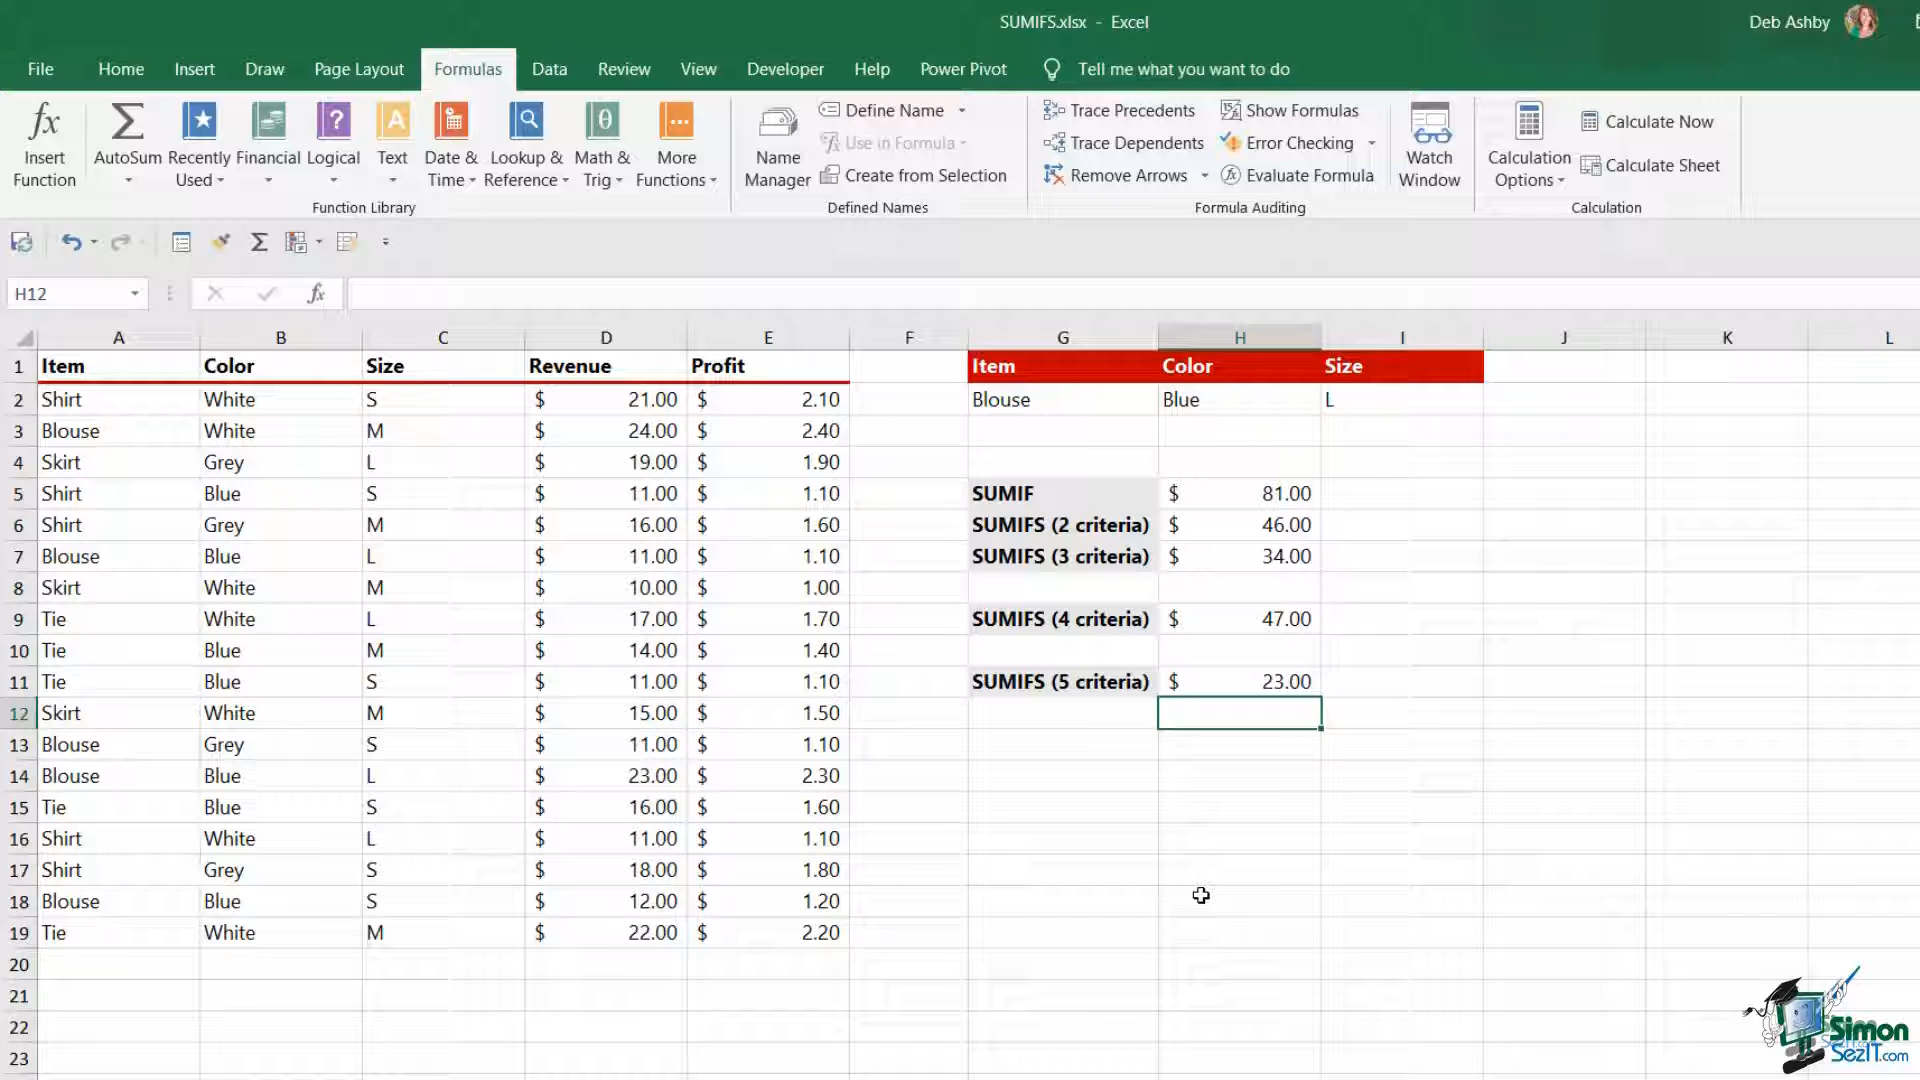 SUMIFS.xlsx - Excel
Deb Ashby
File Home Insert Draw Page Layout Formulas Data Review View Developer Help Power Pivot Tell me what you want to do
Insert Function
AutoSum
Recently Used
Financial
Logical
Text
Date & Time
Lookup & Reference
Math & Trig
More Functions
Function Library
Name Manager
Define Name
Use in Formula
Create from Selection
Defined Names
Trace Precedents
Trace Dependents
Remove Arrows
Show Formulas
Error Checking
Evaluate Formula
Formula Auditing
Watch Window
Calculation Options
Calculate Now
Calculate Sheet
Calculation
H12
A B C D E F G H I J K L
1 Item Color Size Revenue Profit Item Color Size
2 Shirt White S $ 21.00 $ 2.10 Blouse Blue L
3 Blouse White M $ 24.00 $ 2.40
4 Skirt Grey L $ 19.00 $ 1.90
5 Shirt Blue S $ 11.00 $ 1.10 SUMIF $ 81.00
6 Shirt Grey M $ 16.00 $ 1.60 SUMIFS (2 criteria) $ 46.00
7 Blouse Blue L $ 11.00 $ 1.10 SUMIFS (3 criteria) $ 34.00
8 Skirt White M $ 10.00 $ 1.00
9 Tie White L $ 17.00 $ 1.70 SUMIFS (4 criteria) $ 47.00
10 Tie Blue M $ 14.00 $ 1.40
11 Tie Blue S $ 11.00 $ 1.10 SUMIFS (5 criteria) $ 23.00
12 Skirt White M $ 15.00 $ 1.50
13 Blouse Grey S $ 11.00 $ 1.10
14 Blouse Blue L $ 23.00 $ 2.30
15 Tie Blue S $ 16.00 $ 1.60
16 Shirt White L $ 11.00 $ 1.10
17 Shirt Grey S $ 18.00 $ 1.80
18 Blouse Blue S $ 12.00 $ 1.20
19 Tie White M $ 22.00 $ 2.20
20
21
22
23
Simon
SezIT.com